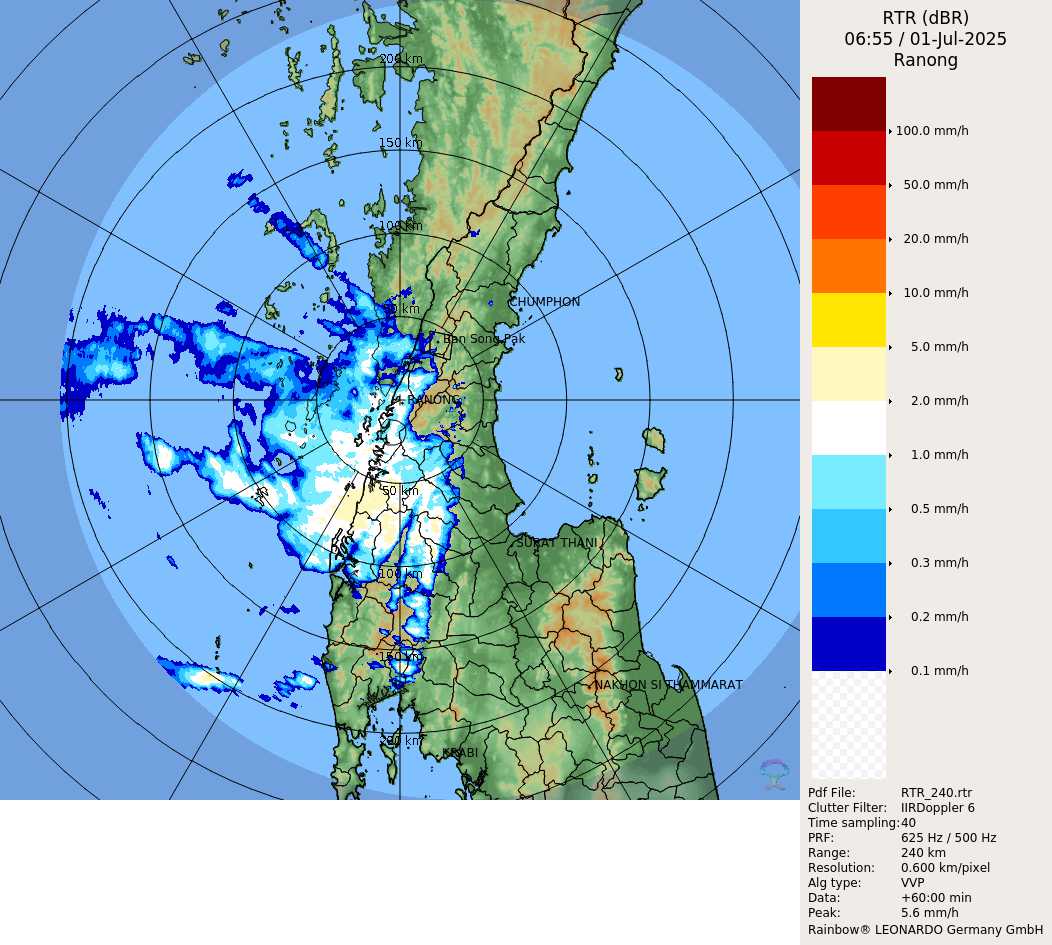 RTR (dBR)
06:55 / 01-Jul-2025
Ranong
100.0 mm/h
50.0 mm/h
20.0 mm/h
10.0 mm/h
5.0 mm/h
2.0 mm/h
1.0 mm/h
0.5 mm/h
0.3 mm/h
0.2 mm/h
0.1 mm/h
Pdf File: RTR_240.rtr
Clutter Filter: IIRDoppler 6
Time sampling:40
PRF: 625 Hz / 500 Hz
Range: 240 km
Resolution: 0.600 km/pixel
Alg type: VVP
Data: +60:00 min
Peak: 5.6 mm/h
Rainbow® LEONARDO Germany GmbH
200 km
150 km
100 km
50 km
CHUMPHON
Ban Song Pak
RANONG
50 km
SURAT THANI
100 km
150 km
NAKHON SI THAMMARAT
200 km
KRABI